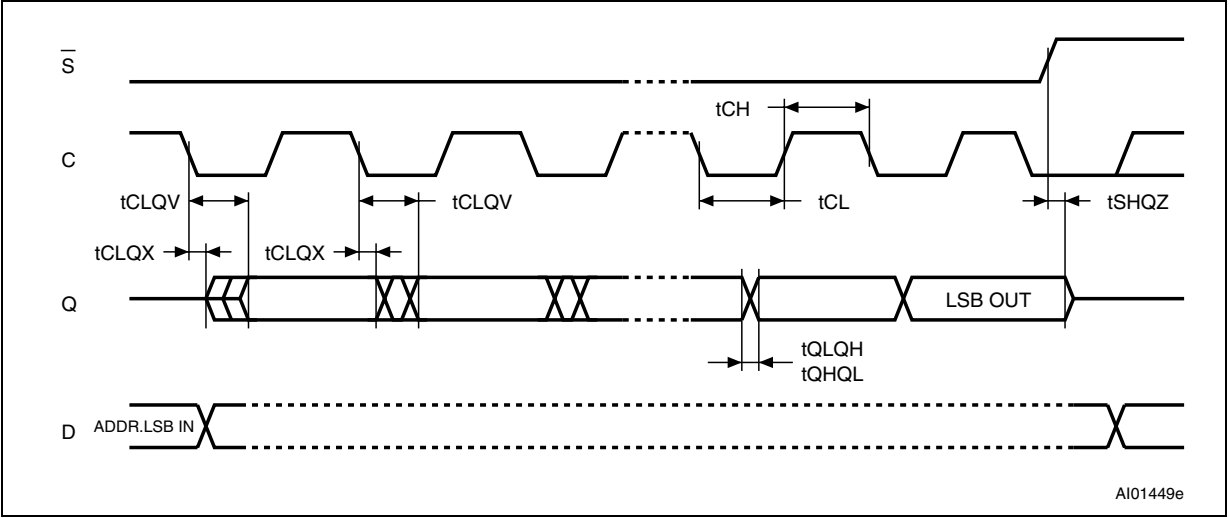 S
tCH
C
tCLQV
tCLQV
tCL
tSHQZ
tCLQX
tCLQX
Q
LSB OUT
tQLQH
tQHQL
D
ADDR.LSB IN
AI01449e